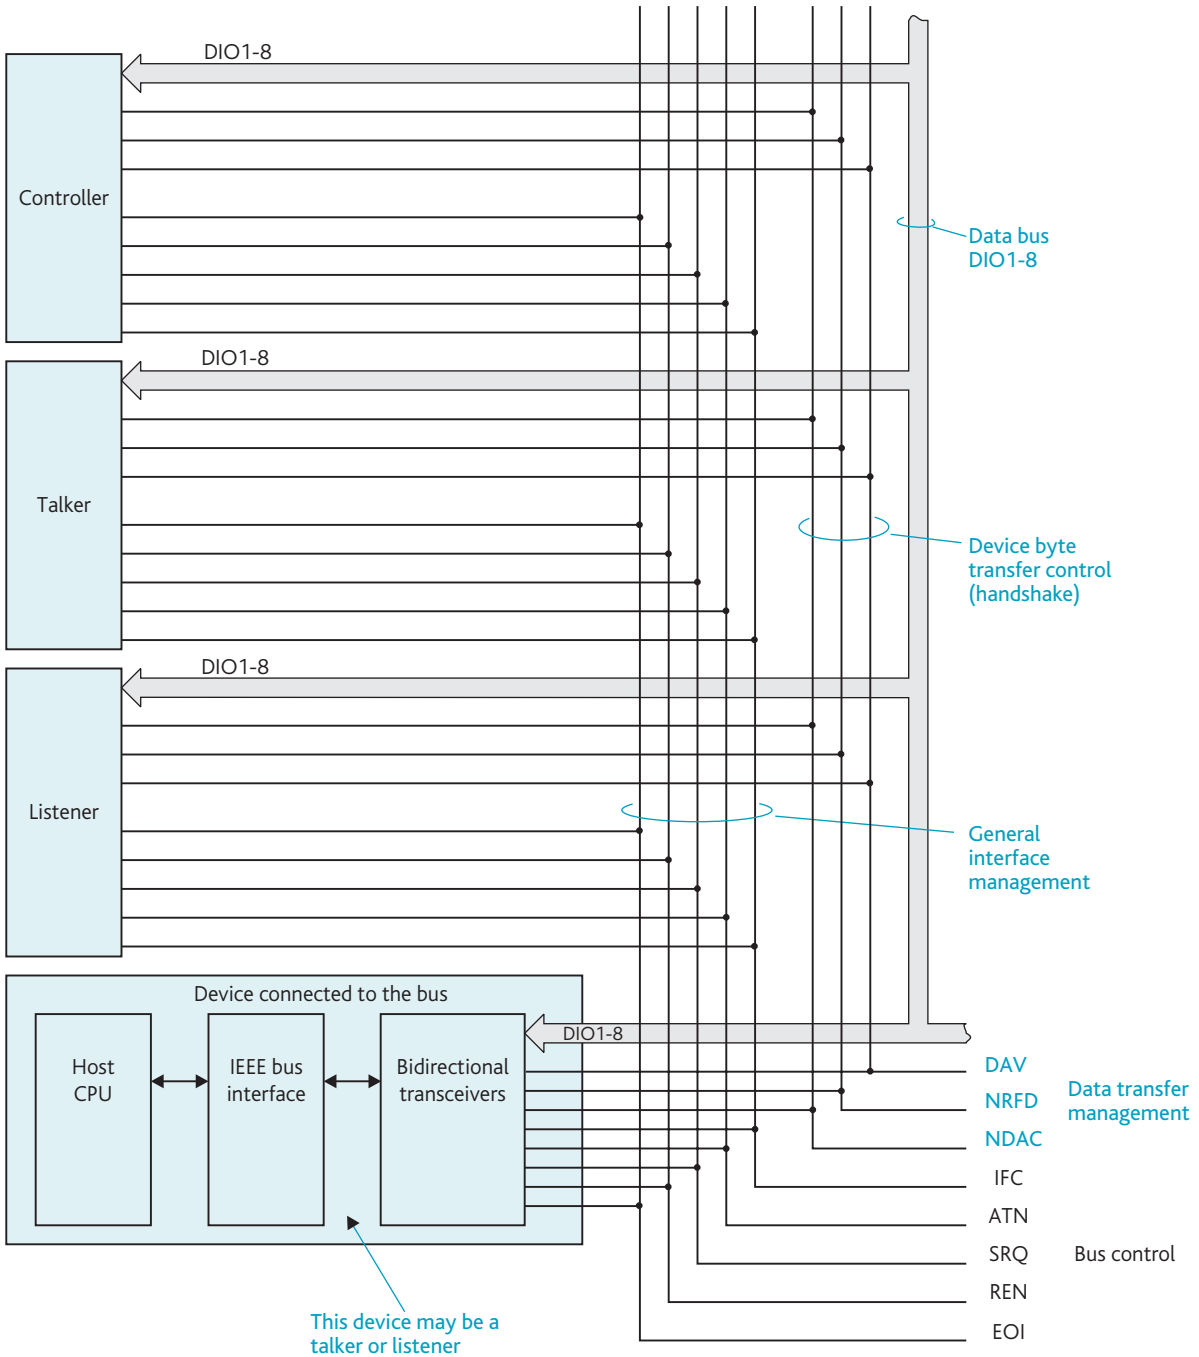 DIO1-8
Controller
Data bus
DIO1-8
DIO1-8
Talker
Device byte
transfer control
(handshake)
DIO1-8
Listener
General
interface
management
Device connected to the bus
DIO1-8
Host
CPU
IEEE bus
interface
Bidirectional
transceivers
DAV
NRFD
NDAC
Data transfer
management
IFC
ATN
SRQ
Bus control
REN
EOI
This device may be a
talker or listener